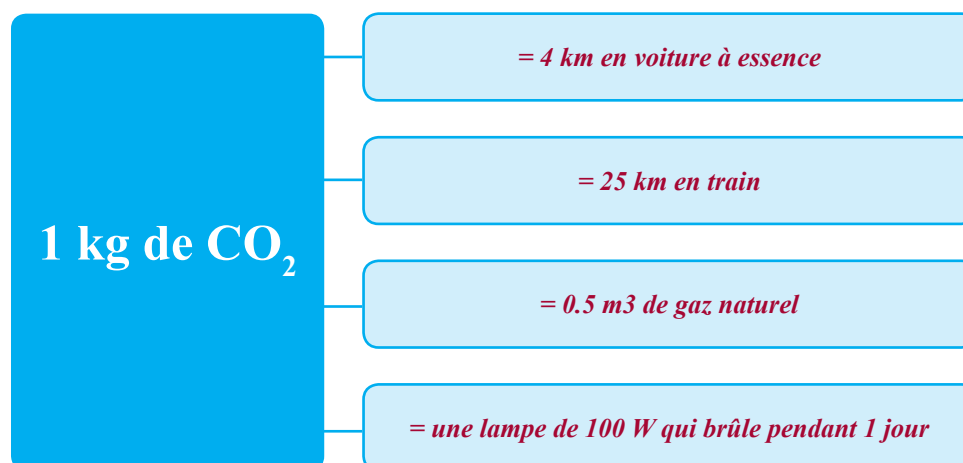 1 kg de CO₂
= 4 km en voiture à essence
= 25 km en train
= 0.5 m3 de gaz naturel
= une lampe de 100 W qui brûle pendant 1 jour